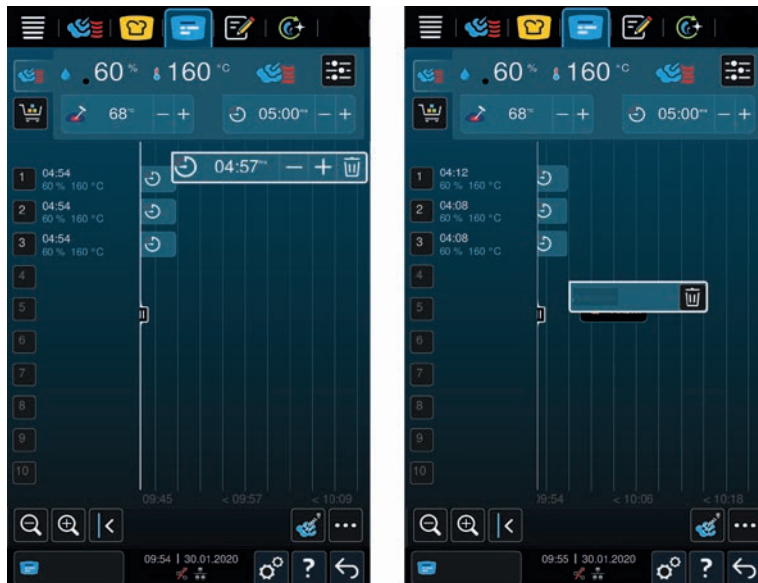 60 % 160 °C
68 °C − + 05:00 m:s − +
04:57 m:s − +
1 04:54
60 % 160 °C
2 04:54
60 % 160 °C
3 04:54
60 % 160 °C
4
5
6
7
8
9
10
09:45 < 09:57 < 10:09
09:54 | 30.01.2020
?
60 % 160 °C
68 °C − + 05:00 m:s − +
1 04:12
60 % 160 °C
2 04:08
60 % 160 °C
3 04:08
60 % 160 °C
4
5
6
7
8
9
10
09:54 < 10:06 < 10:18
09:55 | 30.01.2020
?